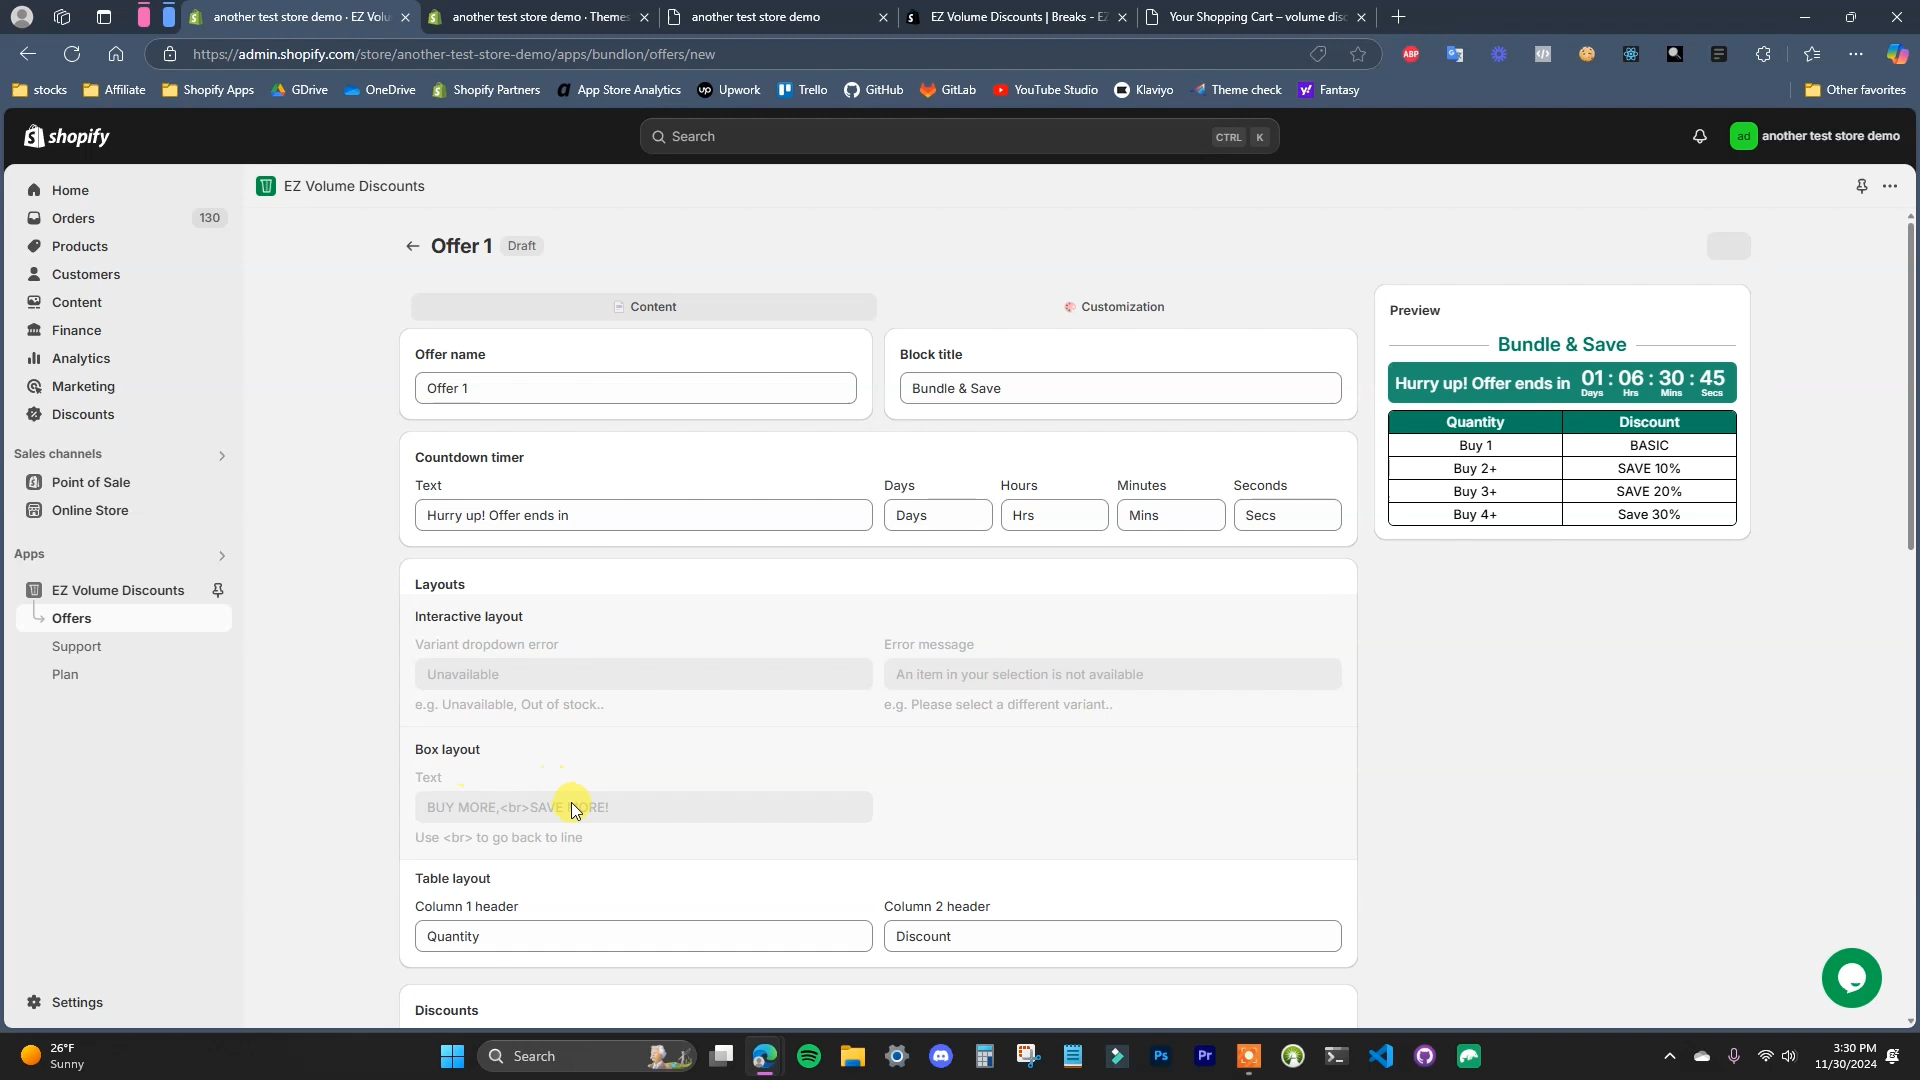 another test store demo · EZ Volu
another test store demo · Themes
another test store demo
EZ Volume Discounts | Breaks - EZ
Your Shopping Cart – volume disc
https://admin.shopify.com/store/another-test-store-demo/apps/bundlon/offers/new
ABP
stocks
Affiliate
Shopify Apps
GDrive
OneDrive
Shopify Partners
App Store Analytics
Upwork
Trello
GitHub
GitLab
YouTube Studio
Klaviyo
Theme check
Fantasy
Other favorites
shopify
Search
CTRL K
ad another test store demo
Home
Orders 130
Products
Customers
Content
Finance
Analytics
Marketing
Discounts
Sales channels
Point of Sale
Online Store
Apps
EZ Volume Discounts
Offers
Support
Plan
Settings
EZ Volume Discounts
Offer 1 Draft
Content
Customization
Offer name
Offer 1
Block title
Bundle & Save
Countdown timer
Text Days Hours Minutes Seconds
Hurry up! Offer ends in Days Hrs Mins Secs
Layouts
Interactive layout
Variant dropdown error
Unavailable
e.g. Unavailable, Out of stock..
Error message
An item in your selection is not available
e.g. Please select a different variant..
Box layout
Text
BUY MORE,<br>SAVE MORE!
Use <br> to go back to line
Table layout
Column 1 header Column 2 header
Quantity Discount
Discounts
Preview
Bundle & Save
Hurry up! Offer ends in 01 : 06 : 30 : 45
Days Hrs Mins Secs
Quantity Discount
Buy 1 BASIC
Buy 2+ SAVE 10%
Buy 3+ SAVE 20%
Buy 4+ Save 30%
26°F
Sunny
Search
Ps
Pr
3:30 PM
11/30/2024